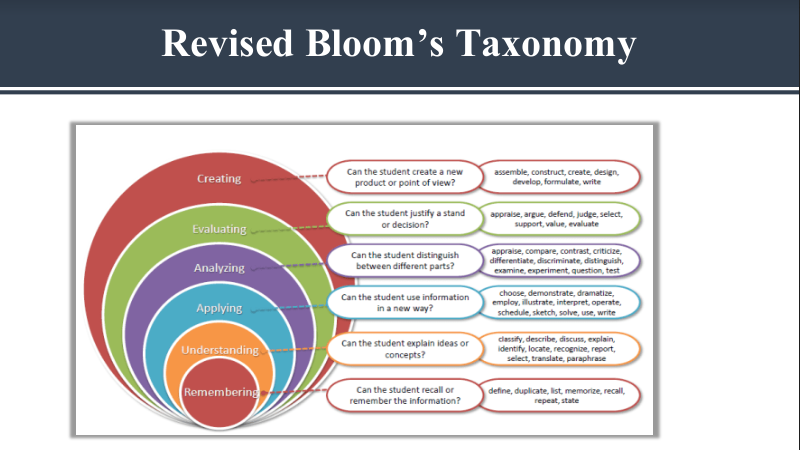 Revised Bloom’s Taxonomy
Creating
Can the student create a new
product or point of view?
assemble, construct, create, design,
develop, formulate, write
Evaluating
Can the student justify a stand
or decision?
appraise, argue, defend, judge, select,
support, value, evaluate
Analyzing
Can the student distinguish
between different parts?
appraise, compare, contrast, criticize,
differentiate, discriminate, distinguish,
examine, experiment, question, test
Applying
Can the student use information
in a new way?
choose, demonstrate, dramatize,
employ, illustrate, interpret, operate,
schedule, sketch, solve, use, write
Understanding
Can the student explain ideas or
concepts?
classify, describe, discuss, explain,
identify, locate, recognize, report,
select, translate, paraphrase
Remembering
Can the student recall or
remember the information?
define, duplicate, list, memorize, recall,
repeat, state